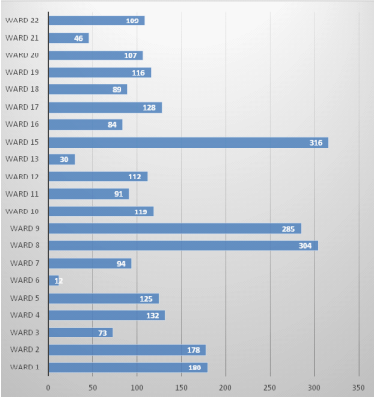 WARD 22 109
WARD 21 46
WARD 20 107
WARD 19 116
WARD 18 89
WARD 17 128
WARD 16 84
WARD 15 316
WARD 13 30
WARD 12 112
WARD 11 91
WARD 10 119
WARD 9 285
WARD 8 304
WARD 7 94
WARD 6
WARD 5 125
WARD 4 132
WARD 3 73
WARD 2 178
WARD 1 180
0 50 100 150 200 250 300 350